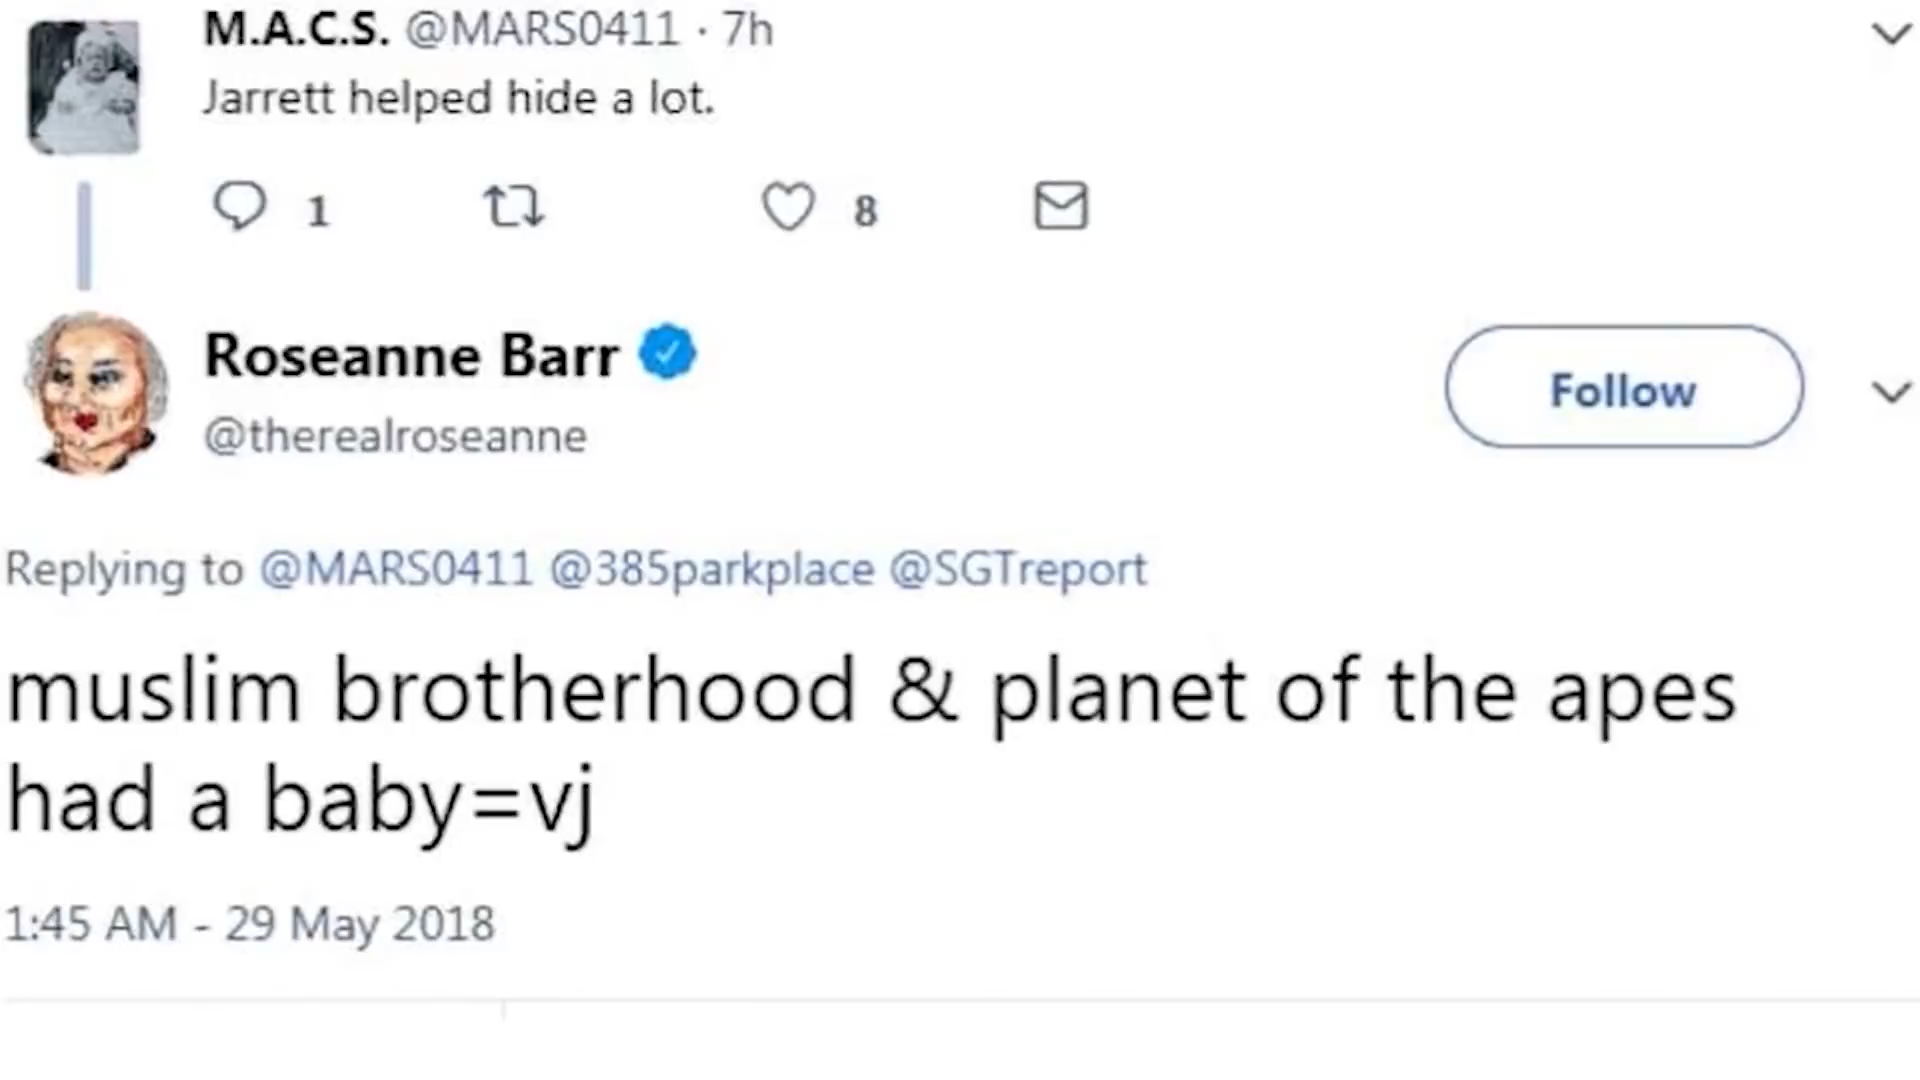 M.A.C.S. @MARS0411 · 7h
Jarrett helped hide a lot.
1 8
Roseanne Barr
@therealroseanne
Follow
Replying to @MARS0411 @385parkplace @SGTreport
muslim brotherhood & planet of the apes
had a baby=vj
1:45 AM - 29 May 2018